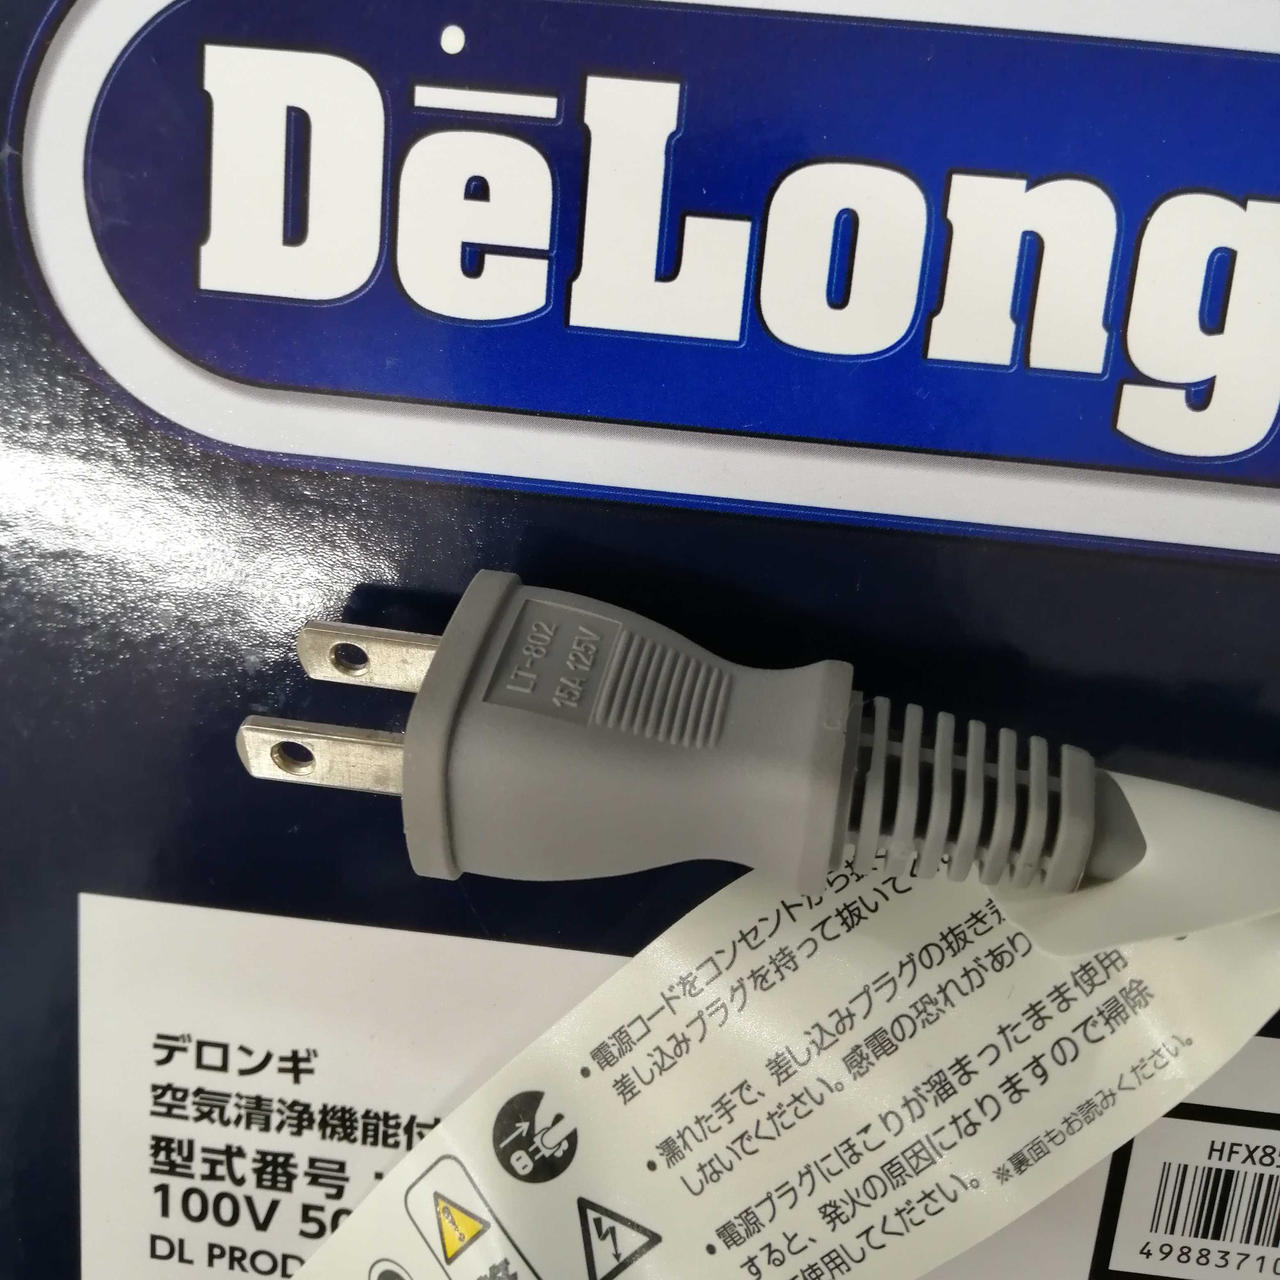 DeLong
LT-802
15A 125V
・電源コードをコンセントから抜
差し込みプラグを持って抜いて
・濡れた手で、差し込みプラグの抜き差
しないでください。感電の恐れがあり
・電源プラグにほこりが溜まったまま使用
すると、発火の原因になりますので掃除
使用してください。
※裏面もお読みください。
デロンギ
空気清浄機能付
型式番号
100V 50
DL PROD
HFX85
4988371